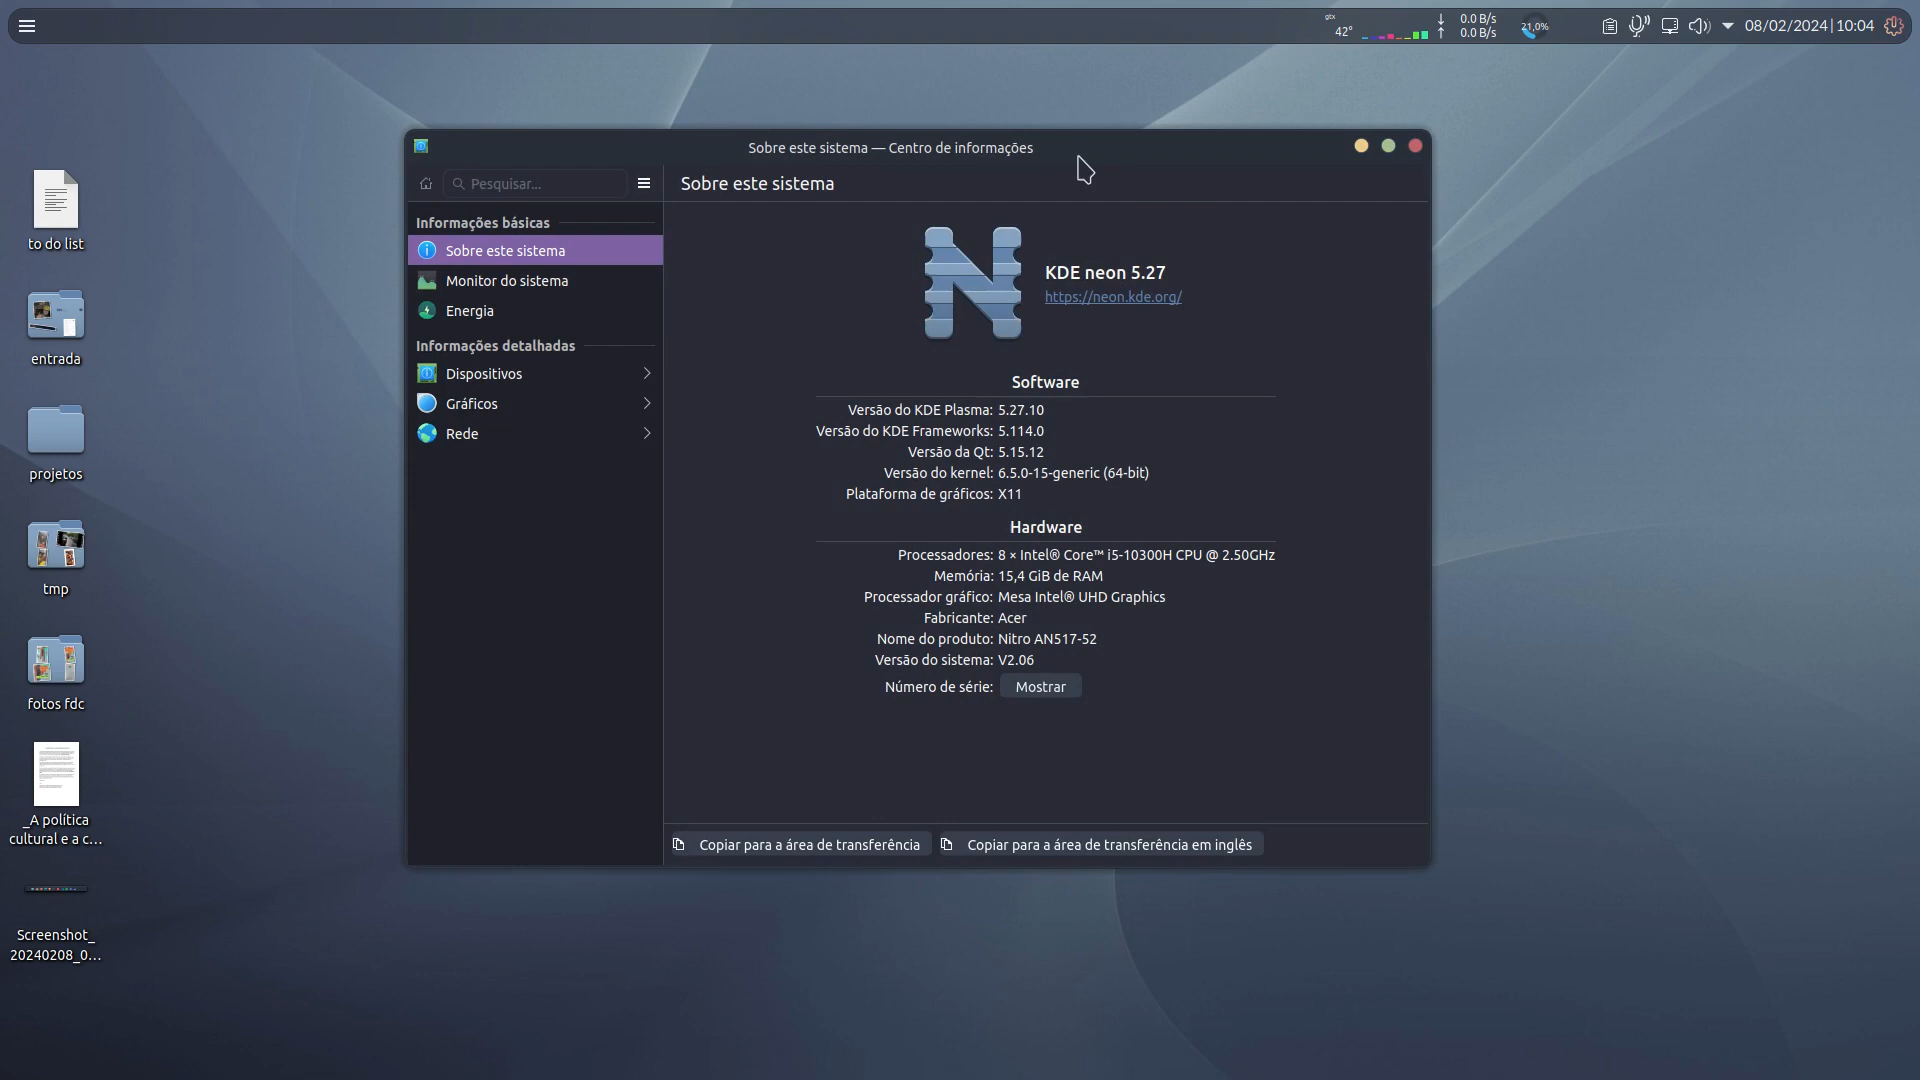 gtx
42°
0.0 B/s
0.0 B/s
21,0%
08/02/2024|10:04
to do list
entrada
projetos
tmp
fotos fdc
_A política
cultural e a c...
Screenshot_
20240208_0...
Sobre este sistema — Centro de informações
Pesquisar...
Informações básicas
Sobre este sistema
Monitor do sistema
Energia
Informações detalhadas
Dispositivos
Gráficos
Rede
Sobre este sistema
KDE neon 5.27
https://neon.kde.org/
Software
Versão do KDE Plasma: 5.27.10
Versão do KDE Frameworks: 5.114.0
Versão da Qt: 5.15.12
Versão do kernel: 6.5.0-15-generic (64-bit)
Plataforma de gráficos: X11
Hardware
Processadores: 8 × Intel® Core™ i5-10300H CPU @ 2.50GHz
Memória: 15,4 GiB de RAM
Processador gráfico: Mesa Intel® UHD Graphics
Fabricante: Acer
Nome do produto: Nitro AN517-52
Versão do sistema: V2.06
Número de série: Mostrar
Copiar para a área de transferência
Copiar para a área de transferência em inglês